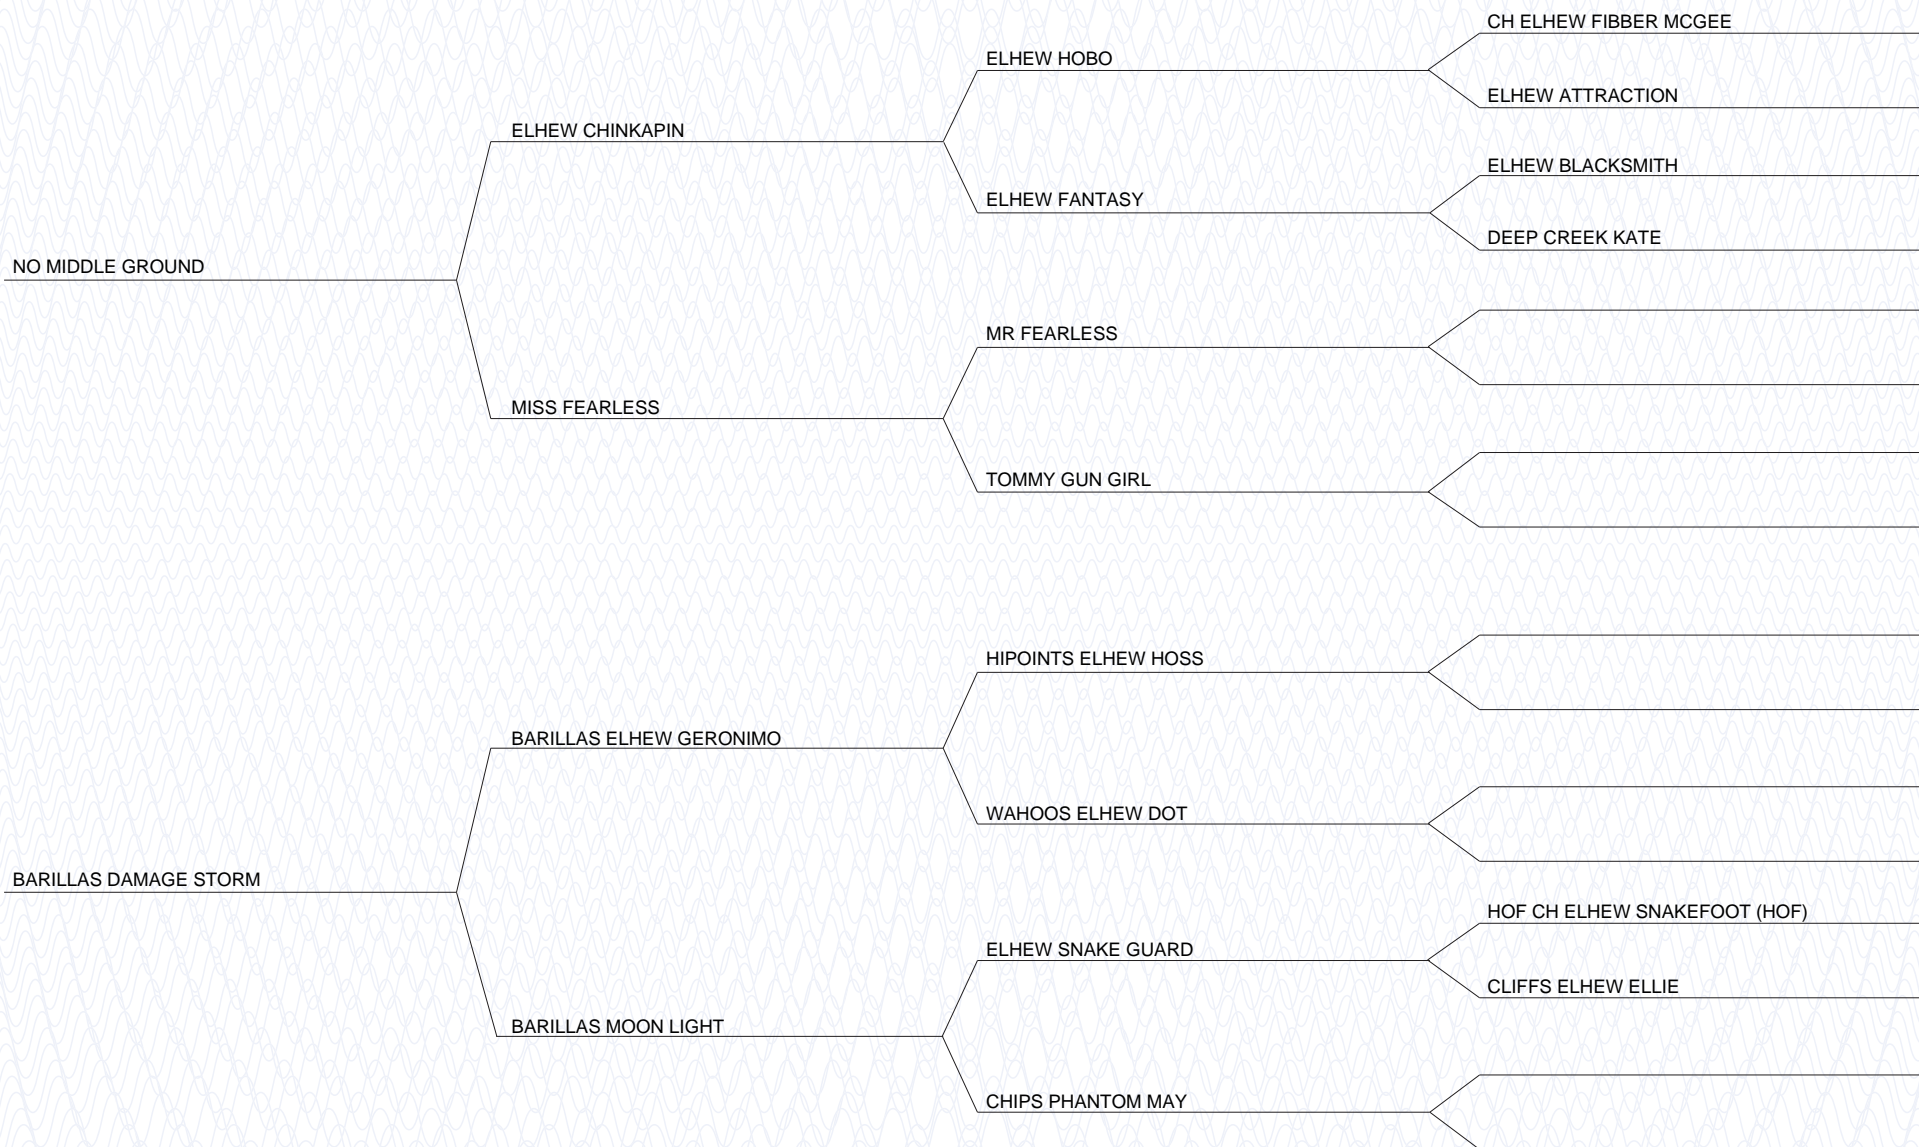 CH ELHEW FIBBER MCGEE
ELHEW HOBO
ELHEW ATTRACTION
ELHEW CHINKAPIN
ELHEW BLACKSMITH
ELHEW FANTASY
DEEP CREEK KATE
NO MIDDLE GROUND
MR FEARLESS
MISS FEARLESS
TOMMY GUN GIRL
HIPOINTS ELHEW HOSS
BARILLAS ELHEW GERONIMO
WAHOOS ELHEW DOT
BARILLAS DAMAGE STORM
HOF CH ELHEW SNAKEFOOT (HOF)
ELHEW SNAKE GUARD
CLIFFS ELHEW ELLIE
BARILLAS MOON LIGHT
CHIPS PHANTOM MAY